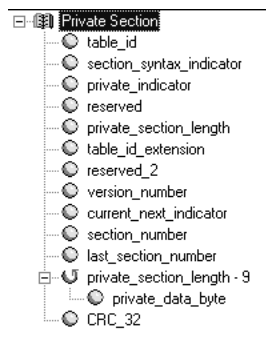 Private Section
table_id
section_syntax_indicator
private_indicator
reserved
private_section_length
table_id_extension
reserved_2
version_number
current_next_indicator
section_number
last_section_number
private_section_length - 9
private_data_byte
CRC_32